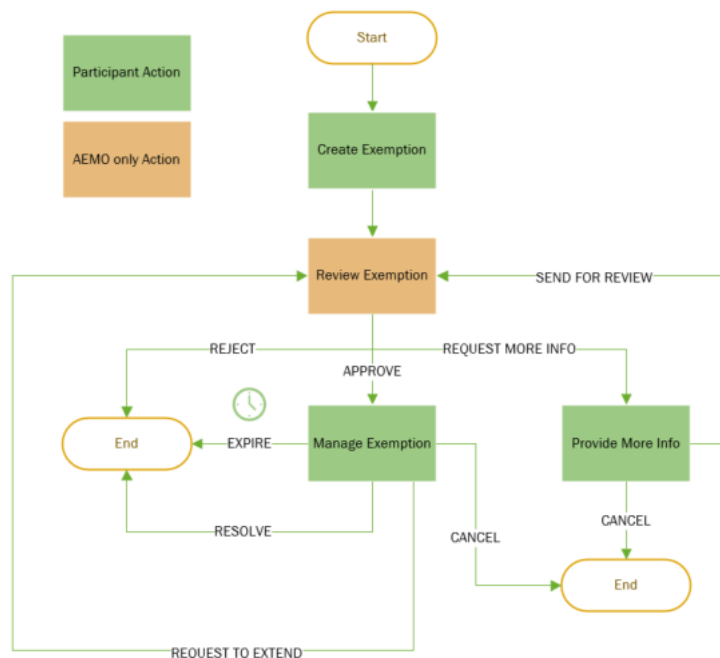 Start
Participant Action
AEMO only Action
Create Exemption
Review Exemption
SEND FOR REVIEW
REJECT
REQUEST MORE INFO
APPROVE
End
EXPIRE
Manage Exemption
Provide More Info
RESOLVE
CANCEL
CANCEL
End
REQUEST TO EXTEND